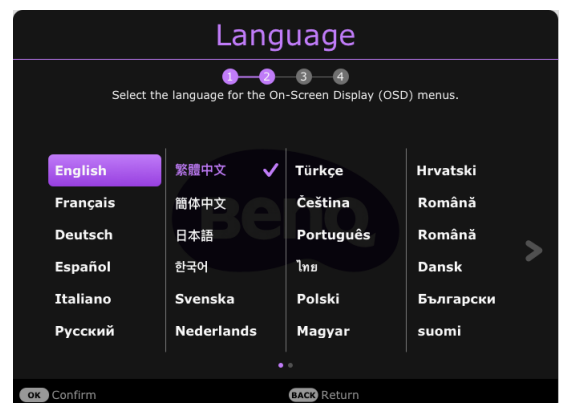 Language
1 2 3 4
Select the language for the On-Screen Display (OSD) menus.
English 繁體中文 Türkçe Hrvatski
Français 簡体中文 Čeština Română
Deutsch 日本語 Português Română
Español 한국어 ไทย Dansk
Italiano Svenska Polski Български
Русский Nederlands Magyar suomi
BenQ
OK Confirm BACK Return